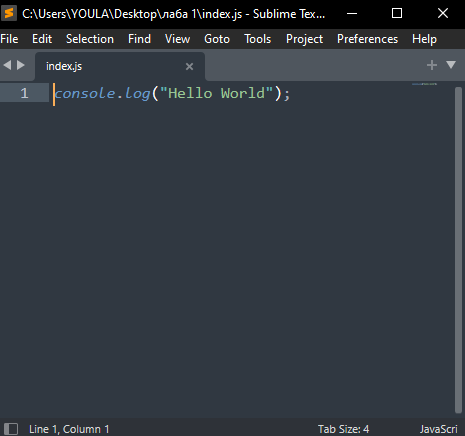 C:\Users\YOULA\Desktop\лаба 1\index.js - Sublime Tex...
File Edit Selection Find View Goto Tools Project Preferences Help
index.js
1 console.log("Hello World");
Line 1, Column 1 Tab Size: 4 JavaScri